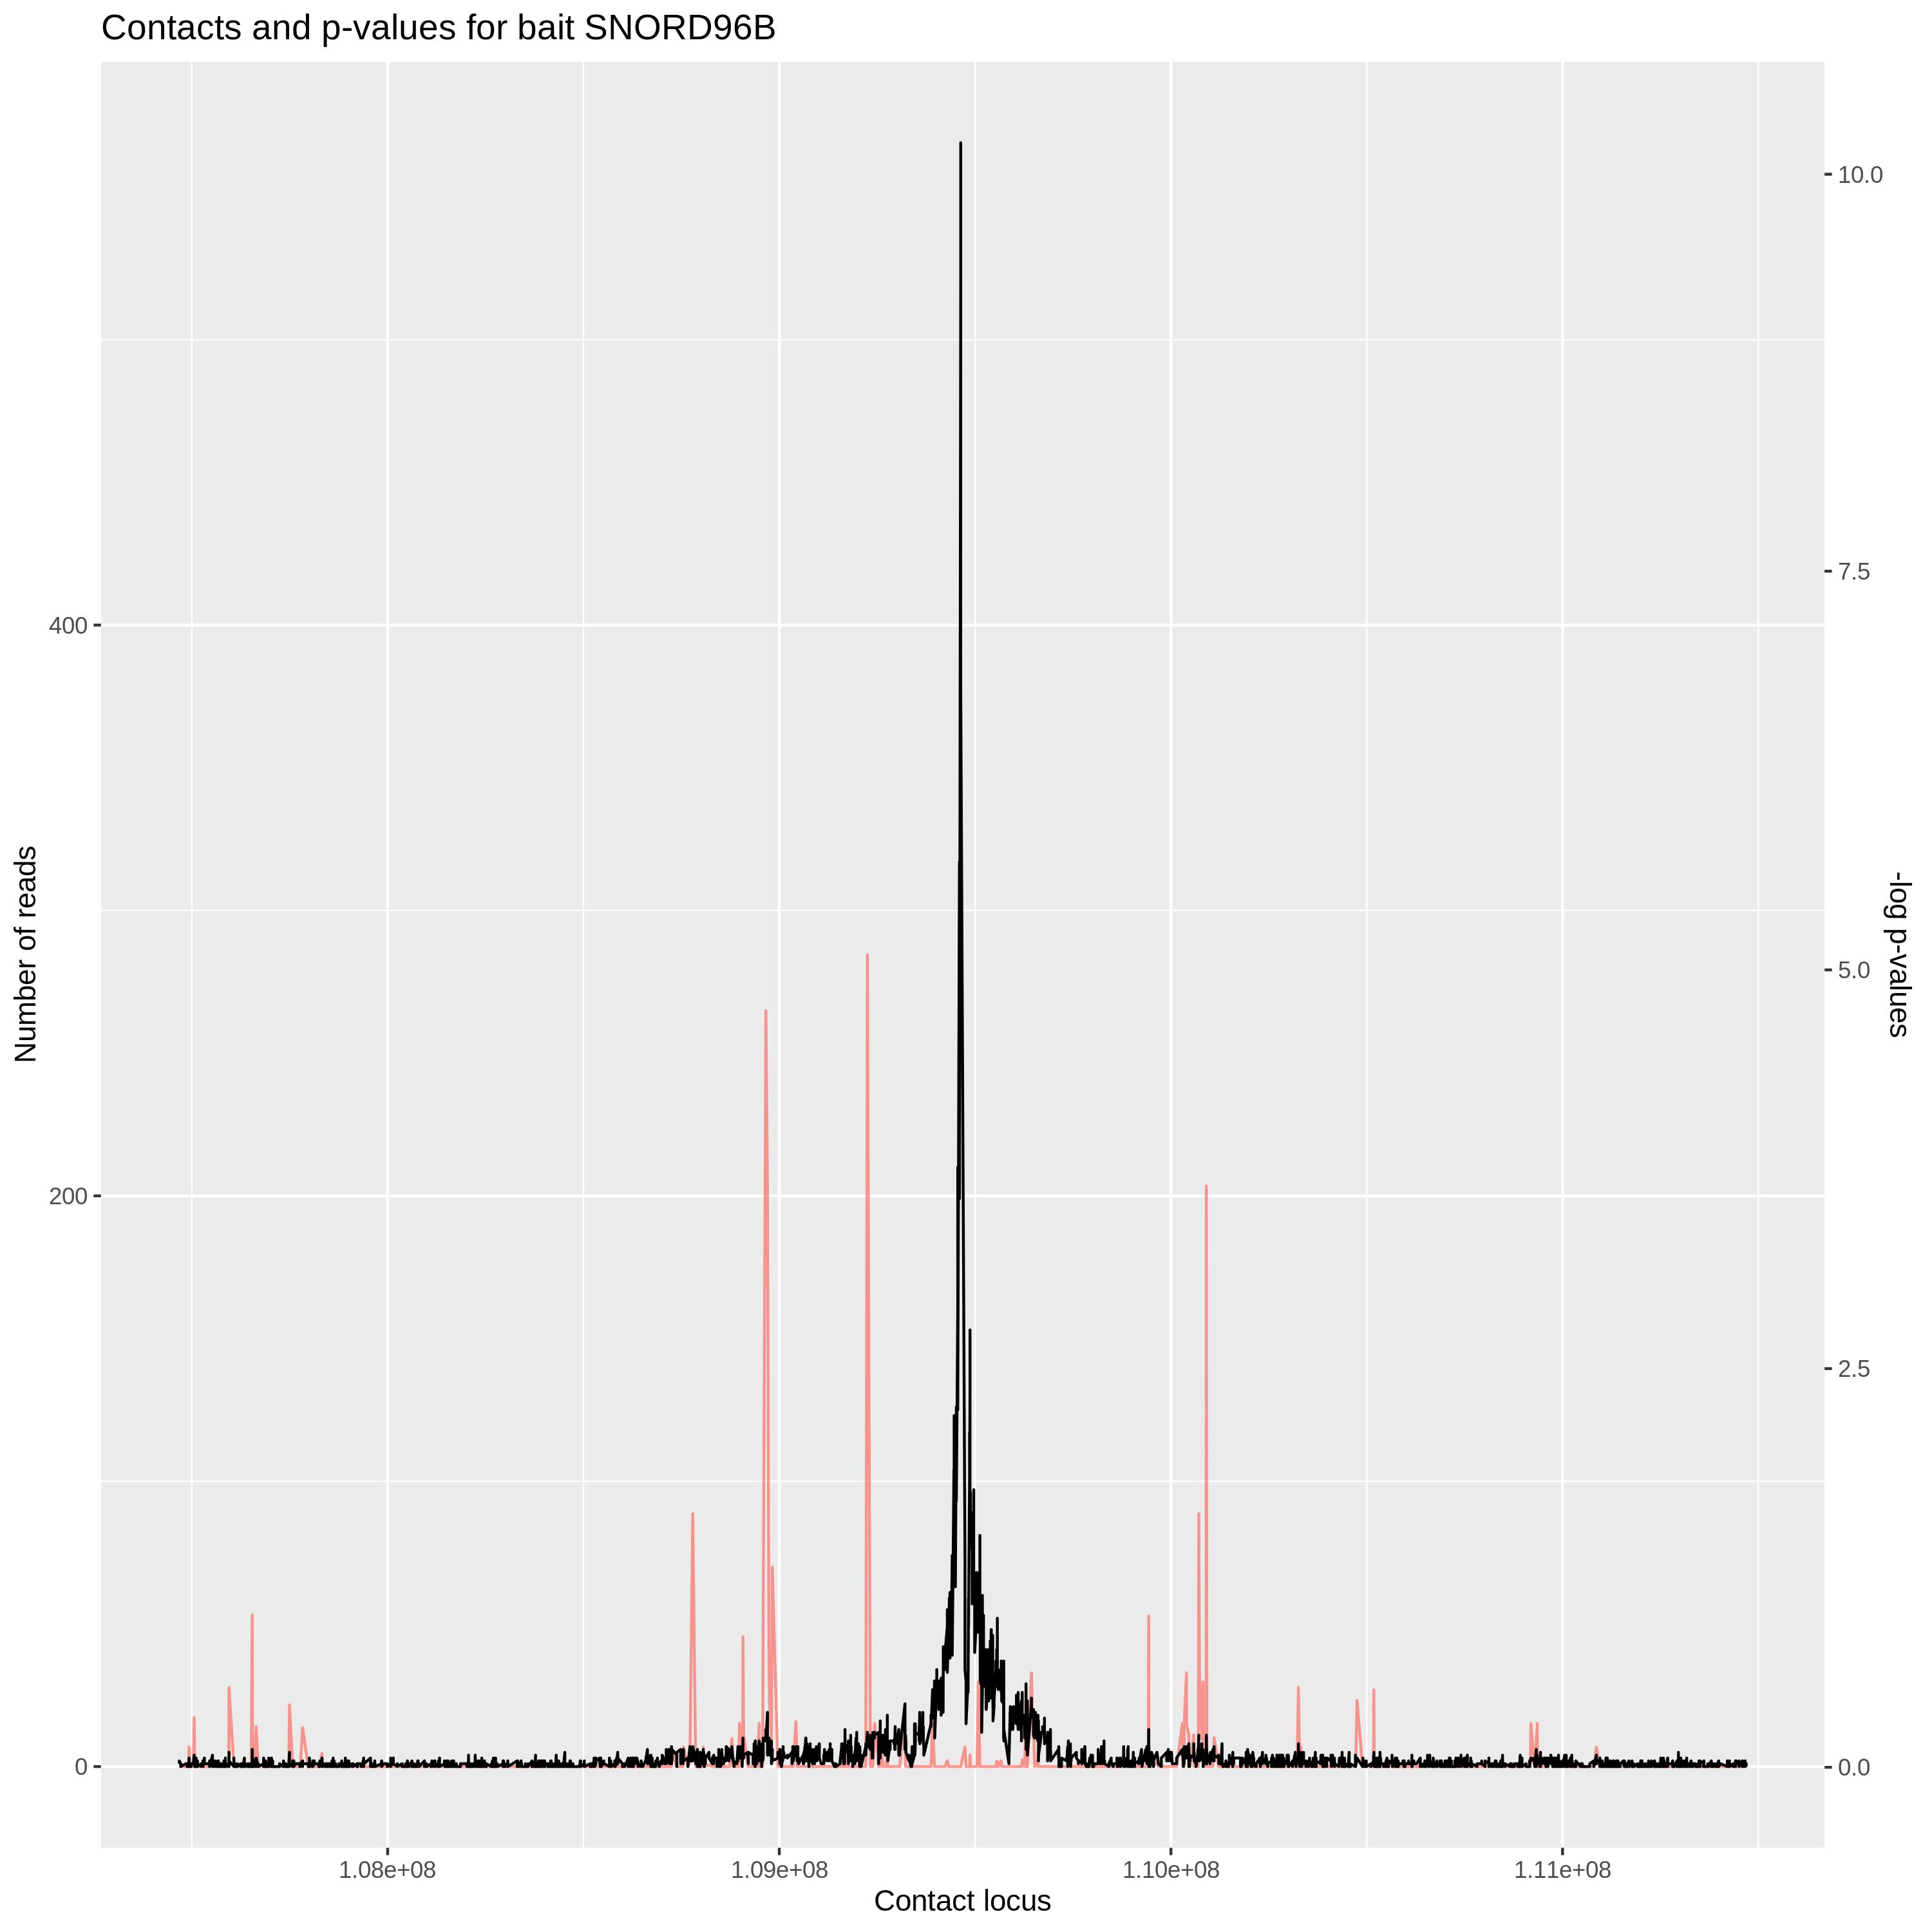 Contacts and p-values for bait SNORD96B
Number of reads
400
200
0
10.0
7.5
5.0
2.5
0.0
-log p-values
1.08e+08
1.09e+08
1.10e+08
1.11e+08
Contact locus